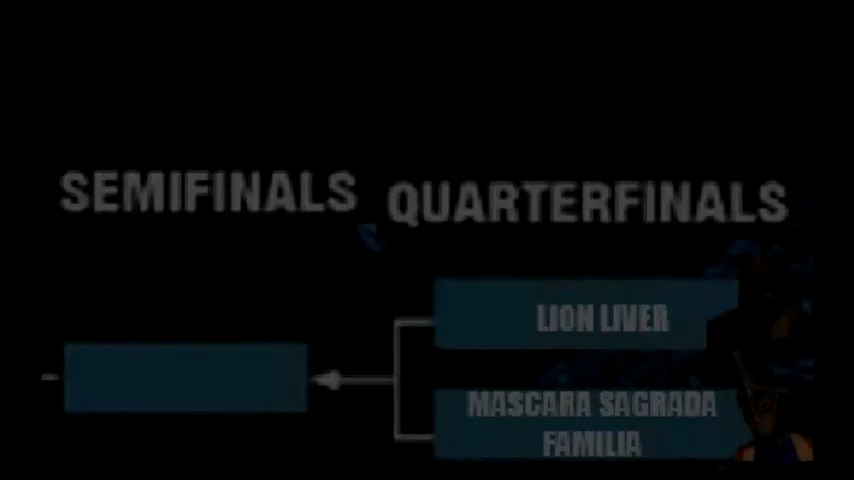 SEMIFINALS
QUARTERFINALS
LION LIVER
MASCARA SAGRADA
FAMILIA